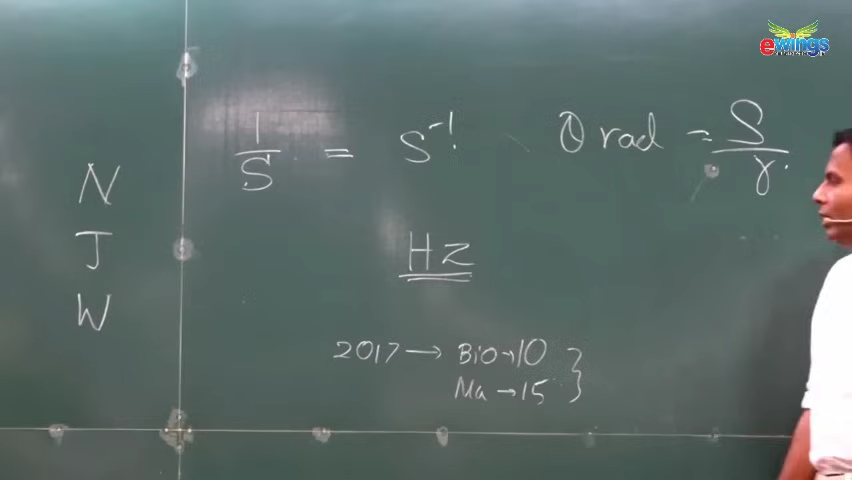 ewings
N
J
W
1/S = S⁻¹
θ rad = S/r
Hz
2017 → Bio → 10
Ma → 15 }